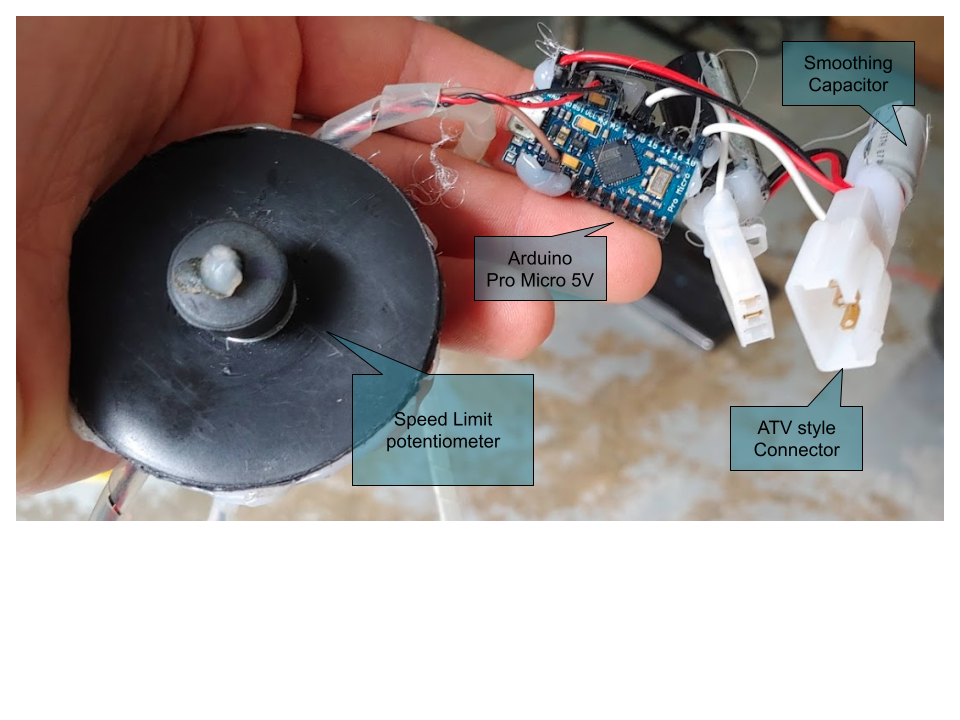 Smoothing
Capacitor
Arduino
Pro Micro 5V
Speed Limit
potentiometer
ATV style
Connector
Pro Micro